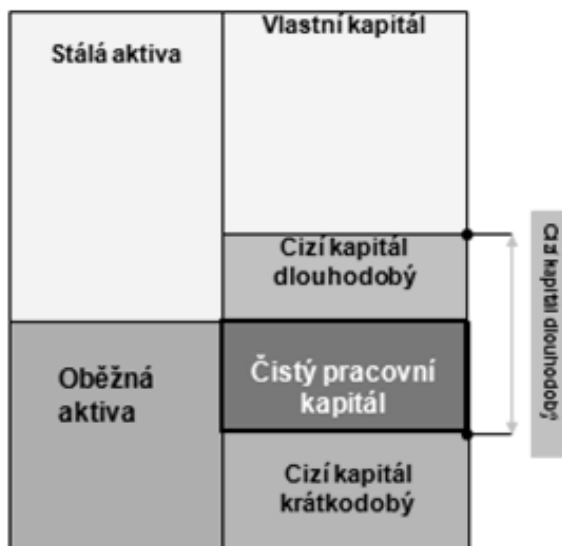 Stálá aktiva
Vlastní kapitál
Cizí kapitál
dlouhodobý
Oběžná
aktiva
Čistý pracovní
kapitál
Cizí kapitál
krátkodobý
Cizí kapitál dlouhodobý